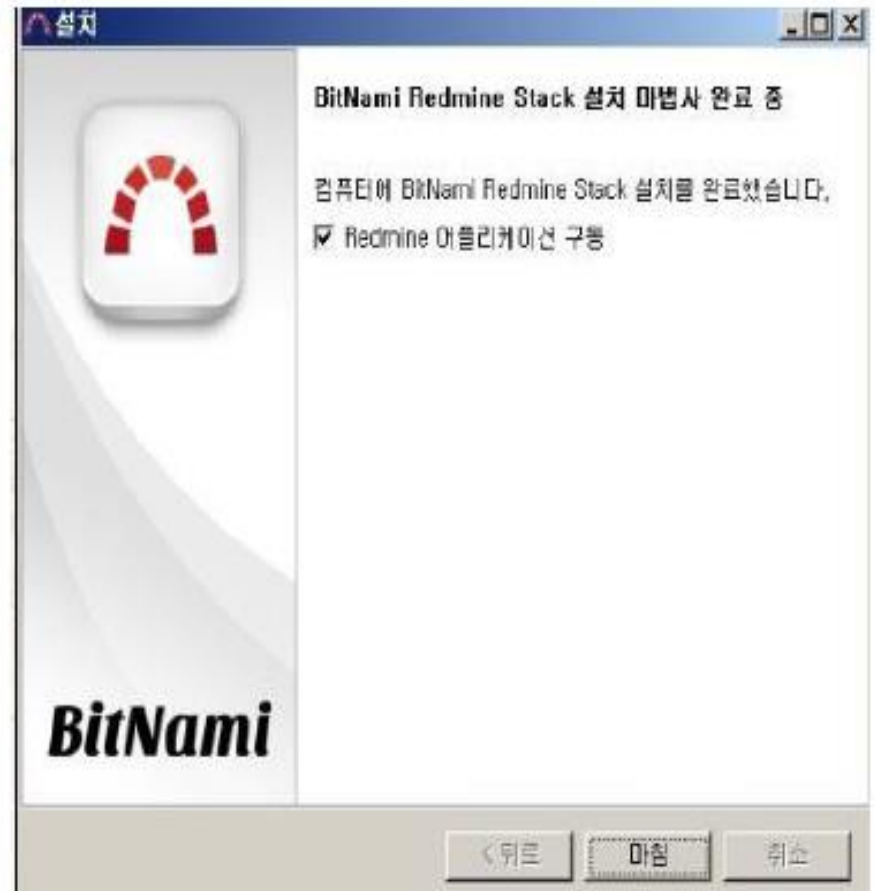 설치
BitNami Redmine Stack 설치 마법사 완료 중
컴퓨터에 BitNami Redmine Stack 설치를 완료했습니다.
Redmine 어플리케이션 구동
BitNami
< 뒤로
마침
취소